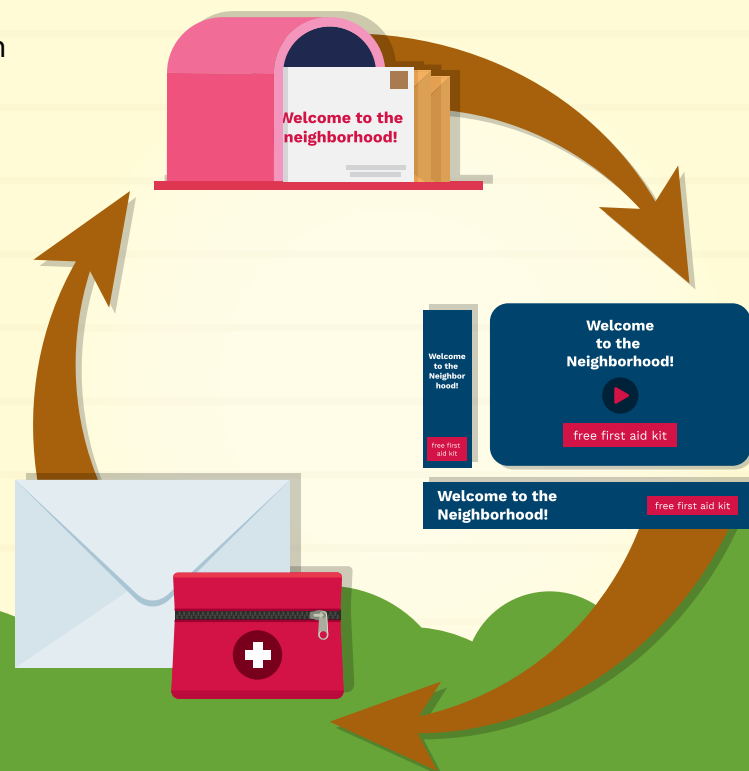 n
Welcome to the
neighborhood!
Welcome
to the
Neighbor
hood!
free first
aid kit
Welcome
to the
Neighborhood!
free first aid kit
Welcome to the
Neighborhood!
free first aid kit